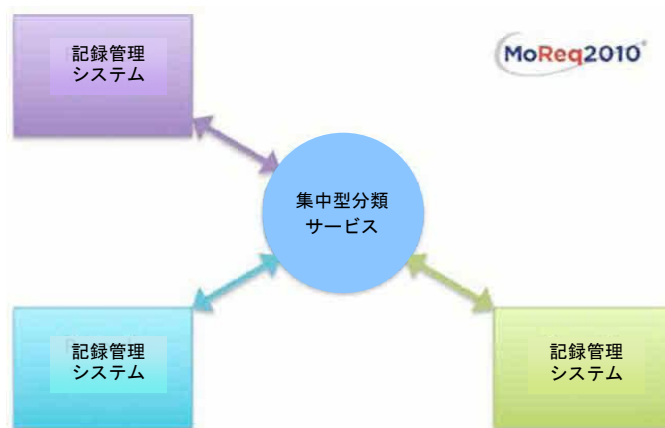 記録管理
システム
MoReq2010®
集中型分類
サービス
記録管理
システム
記録管理
システム